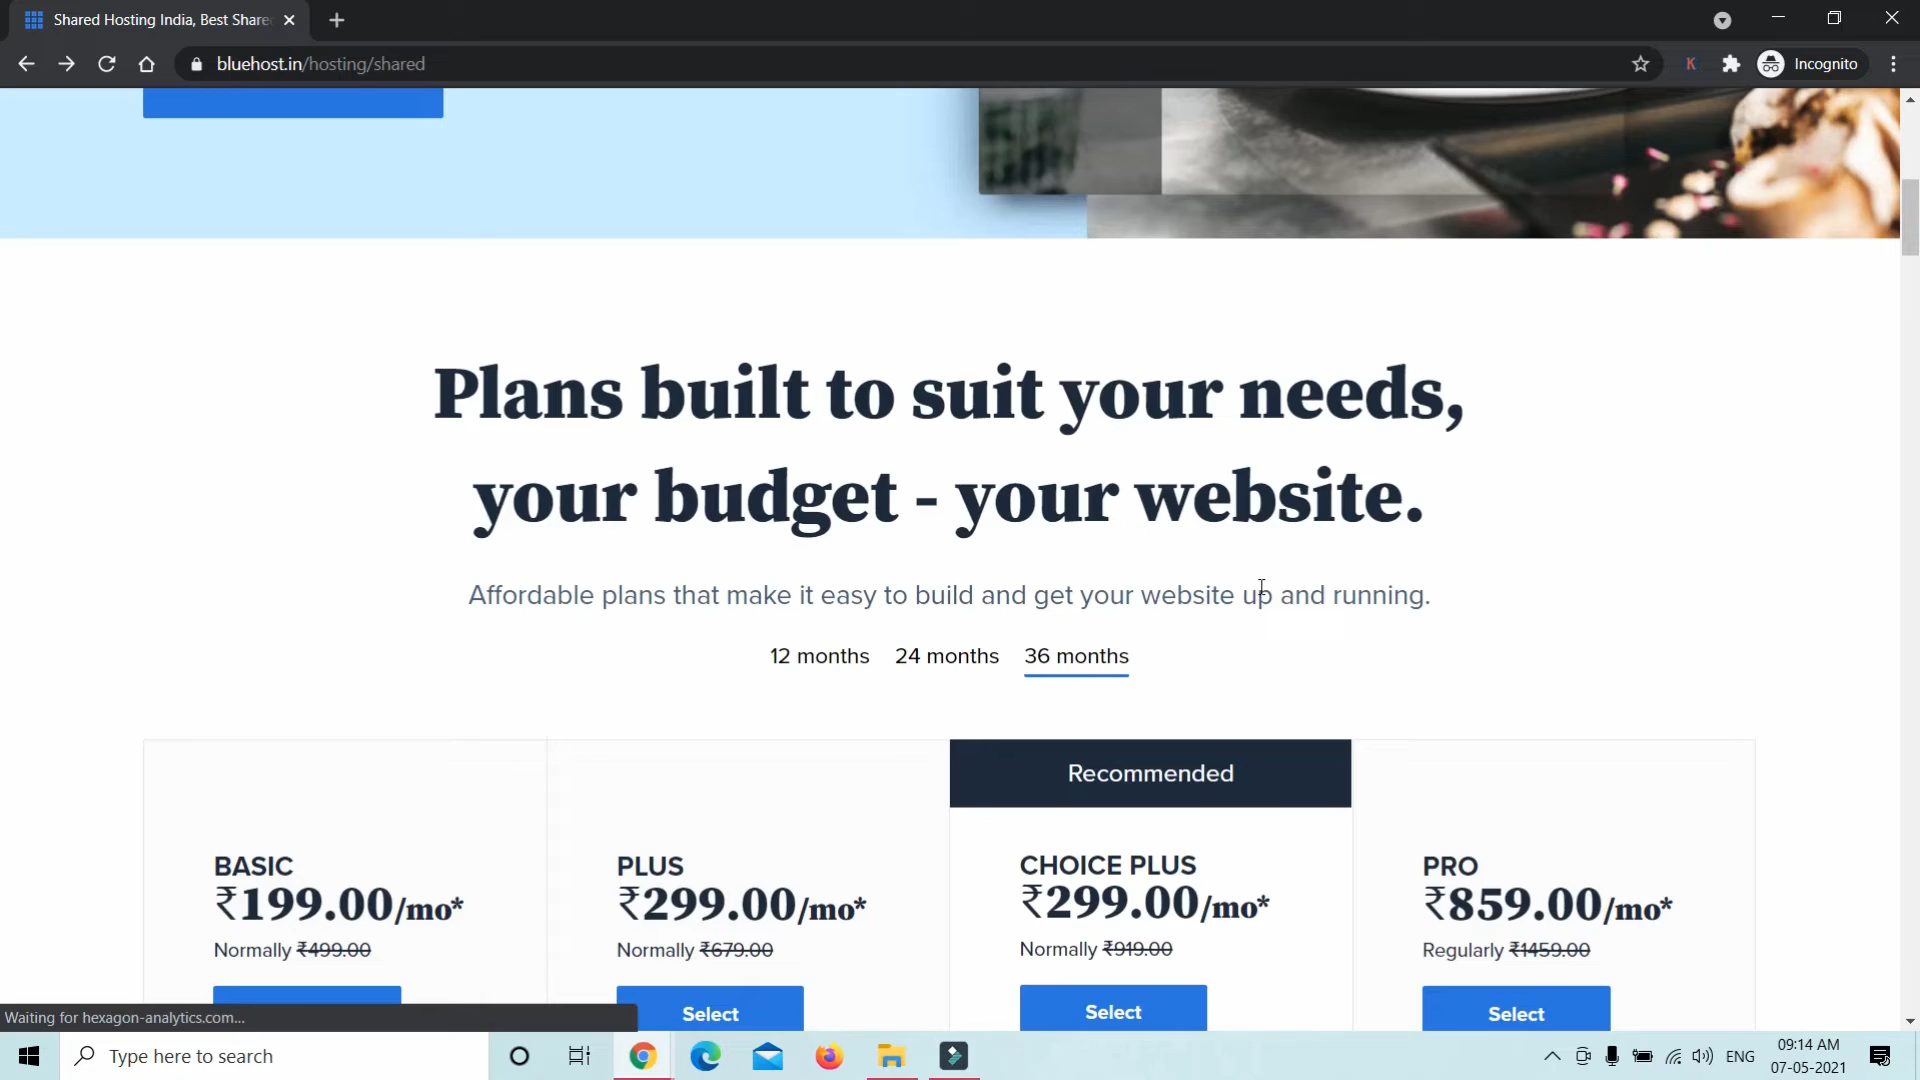 Shared Hosting India, Best Share
bluehost.in/hosting/shared
K
Incognito
Plans built to suit your needs,
your budget - your website.
Affordable plans that make it easy to build and get your website up and running.
12 months 24 months 36 months
Recommended
BASIC
₹199.00/mo*
Normally ₹499.00
PLUS
₹299.00/mo*
Normally ₹679.00
Select
CHOICE PLUS
₹299.00/mo*
Normally ₹919.00
Select
PRO
₹859.00/mo*
Regularly ₹1459.00
Select
Waiting for hexagon-analytics.com...
Type here to search
ENG
09:14 AM
07-05-2021